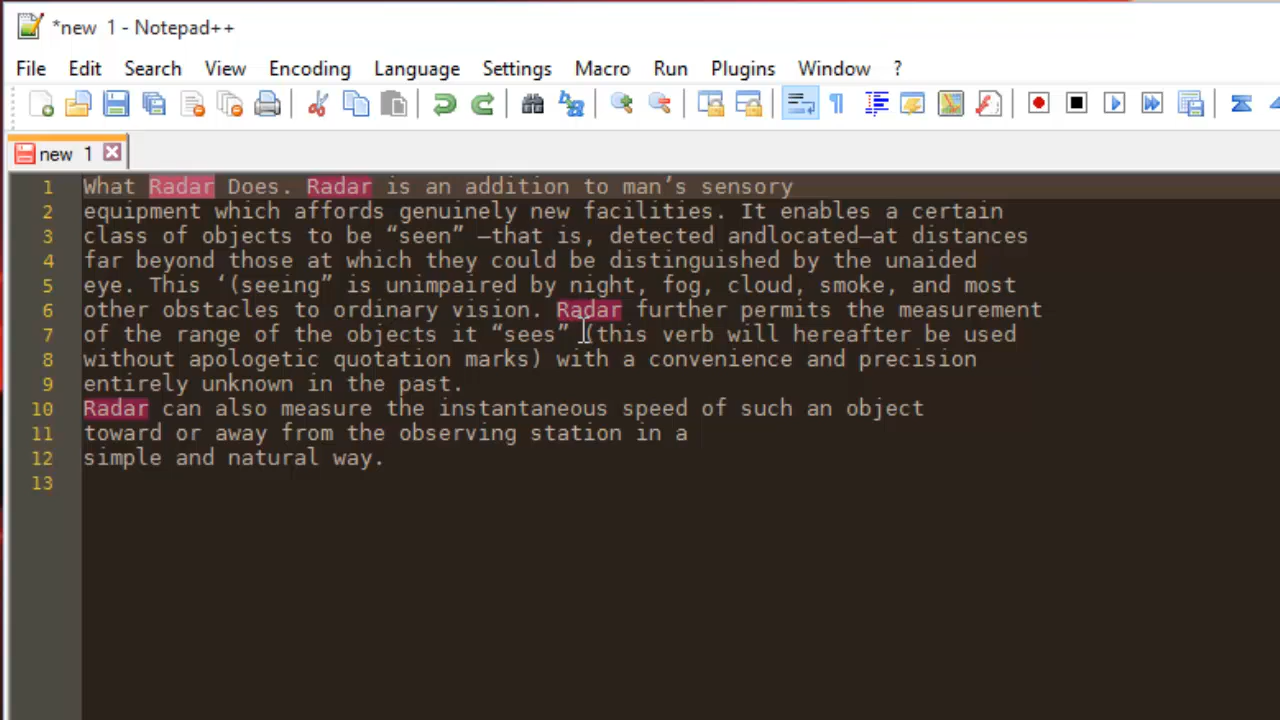 *new 1 - Notepad++
File Edit Search View Encoding Language Settings Macro Run Plugins Window ?
new 1
1 What Radar Does. Radar is an addition to man’s sensory
2 equipment which affords genuinely new facilities. It enables a certain
3 class of objects to be “seen” —that is, detected andlocated—at distances
4 far beyond those at which they could be distinguished by the unaided
5 eye. This ‘(seeing” is unimpaired by night, fog, cloud, smoke, and most
6 other obstacles to ordinary vision. Radar further permits the measurement
7 of the range of the objects it “sees” (this verb will hereafter be used
8 without apologetic quotation marks) with a convenience and precision
9 entirely unknown in the past.
10 Radar can also measure the instantaneous speed of such an object
11 toward or away from the observing station in a
12 simple and natural way.
13